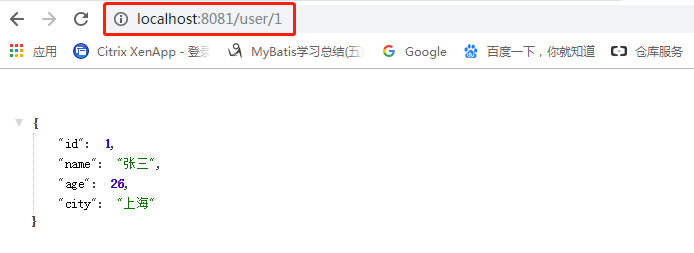 localhost:8081/user/1
应用 Citrix XenApp - 登录 MyBatis学习总结(五) Google 百度一下，你就知道 仓库服务
{
"id": 1,
"name": "张三",
"age": 26,
"city": "上海"
}